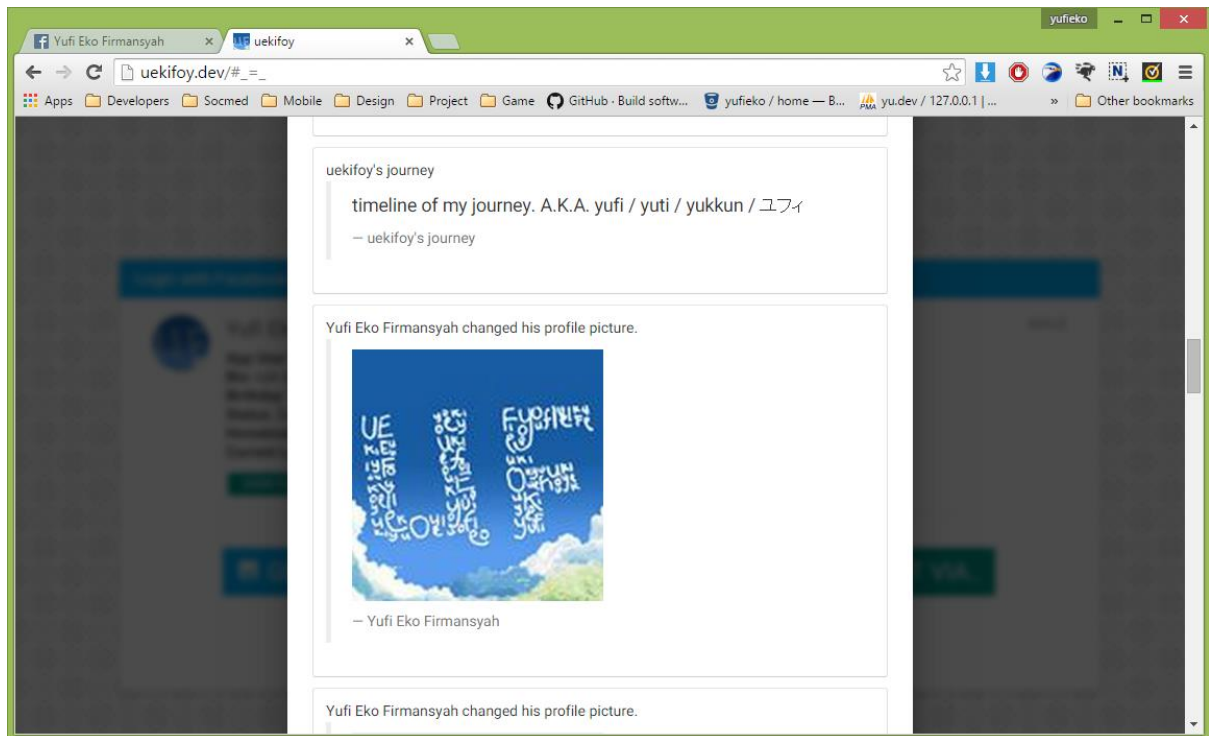 yufieko
Yufi Eko Firmansyah
uekifoy
uekifoy.dev/#_=_
Apps Developers Socmed Mobile Design Project Game GitHub · Build softw... yufieko / home — B... yu.dev / 127.0.0.1 | ... » Other bookmarks
uekifoy's journey
timeline of my journey. A.K.A. yufi / yuti / yukkun / ユフィ
— uekifoy's journey
Yufi Eko Firmansyah changed his profile picture.
— Yufi Eko Firmansyah
Yufi Eko Firmansyah changed his profile picture.